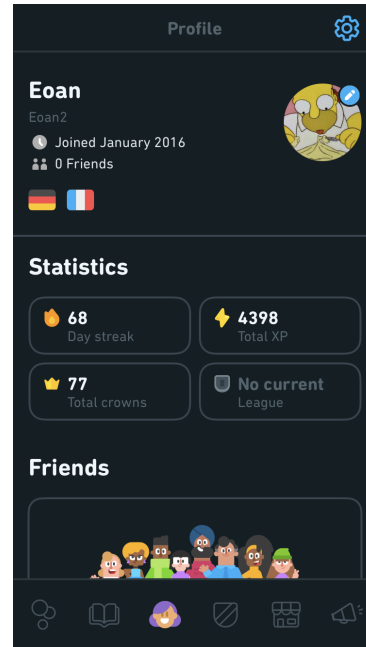 Profile
Eoan
Eoan2
Joined January 2016
0 Friends
Statistics
68
Day streak
4398
Total XP
77
Total crowns
No current
League
Friends